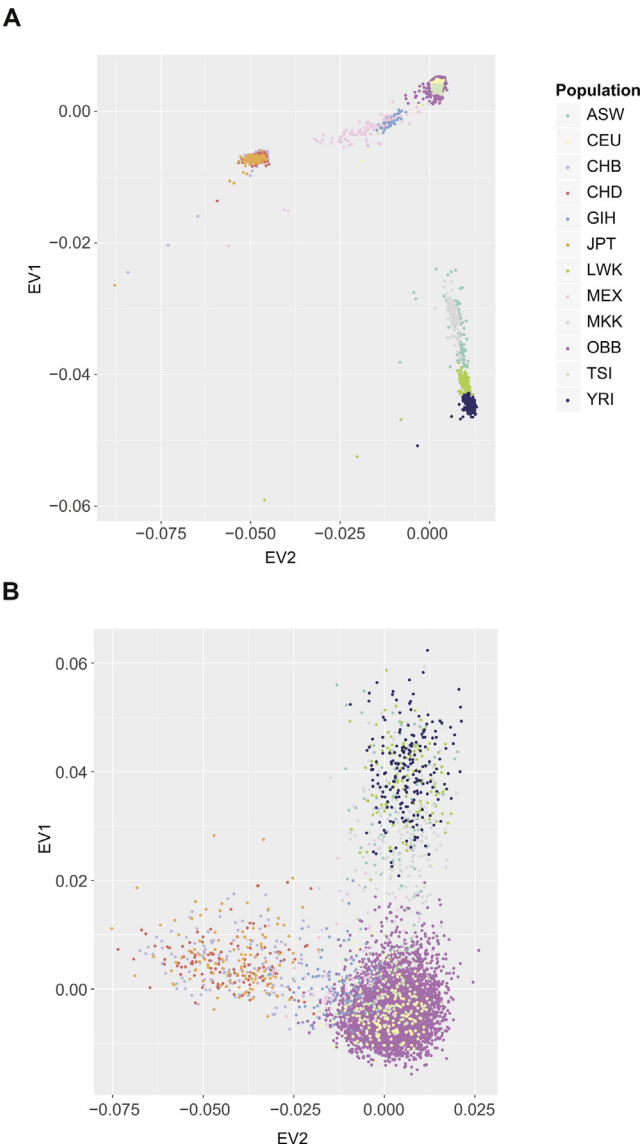 A
0.00
−0.02
−0.04
−0.06
EV1
−0.075 −0.050 −0.025 0.000
EV2
Population
ASW
CEU
CHB
CHD
GIH
JPT
LWK
MEX
MKK
OBB
TSI
YRI
B
0.06
0.04
0.02
0.00
EV1
−0.075 −0.050 −0.025 0.000 0.025
EV2